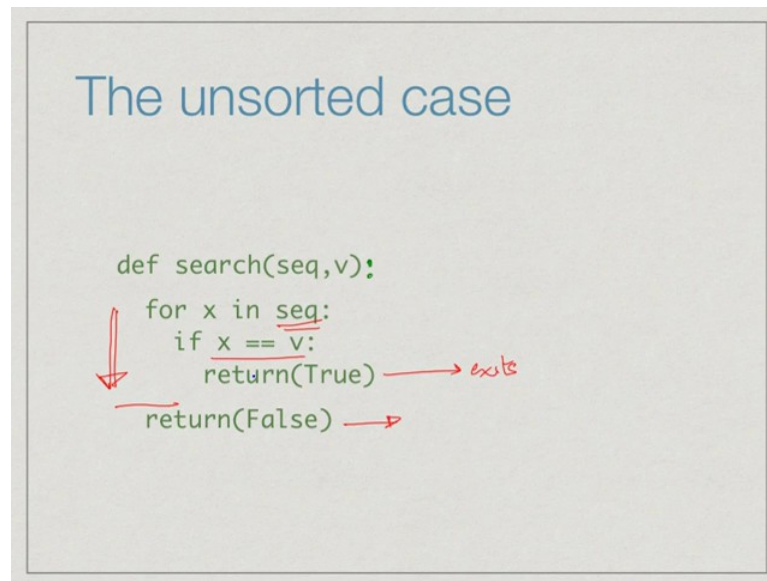 The unsorted case
def search(seq,v):
for x in seq:
if x == v:
return(True) exits
return(False)